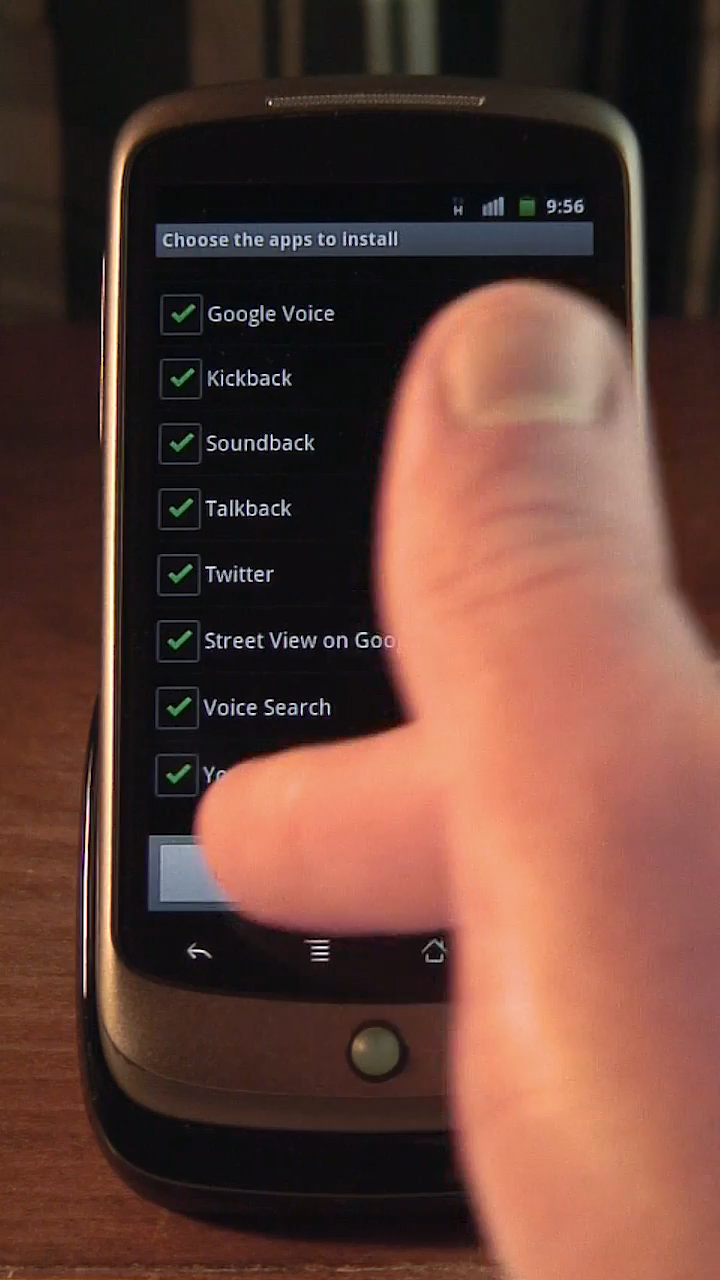 H 9:56
Choose the apps to install
Google Voice
Kickback
Soundback
Talkback
Twitter
Street View on Goo
Voice Search
Yo